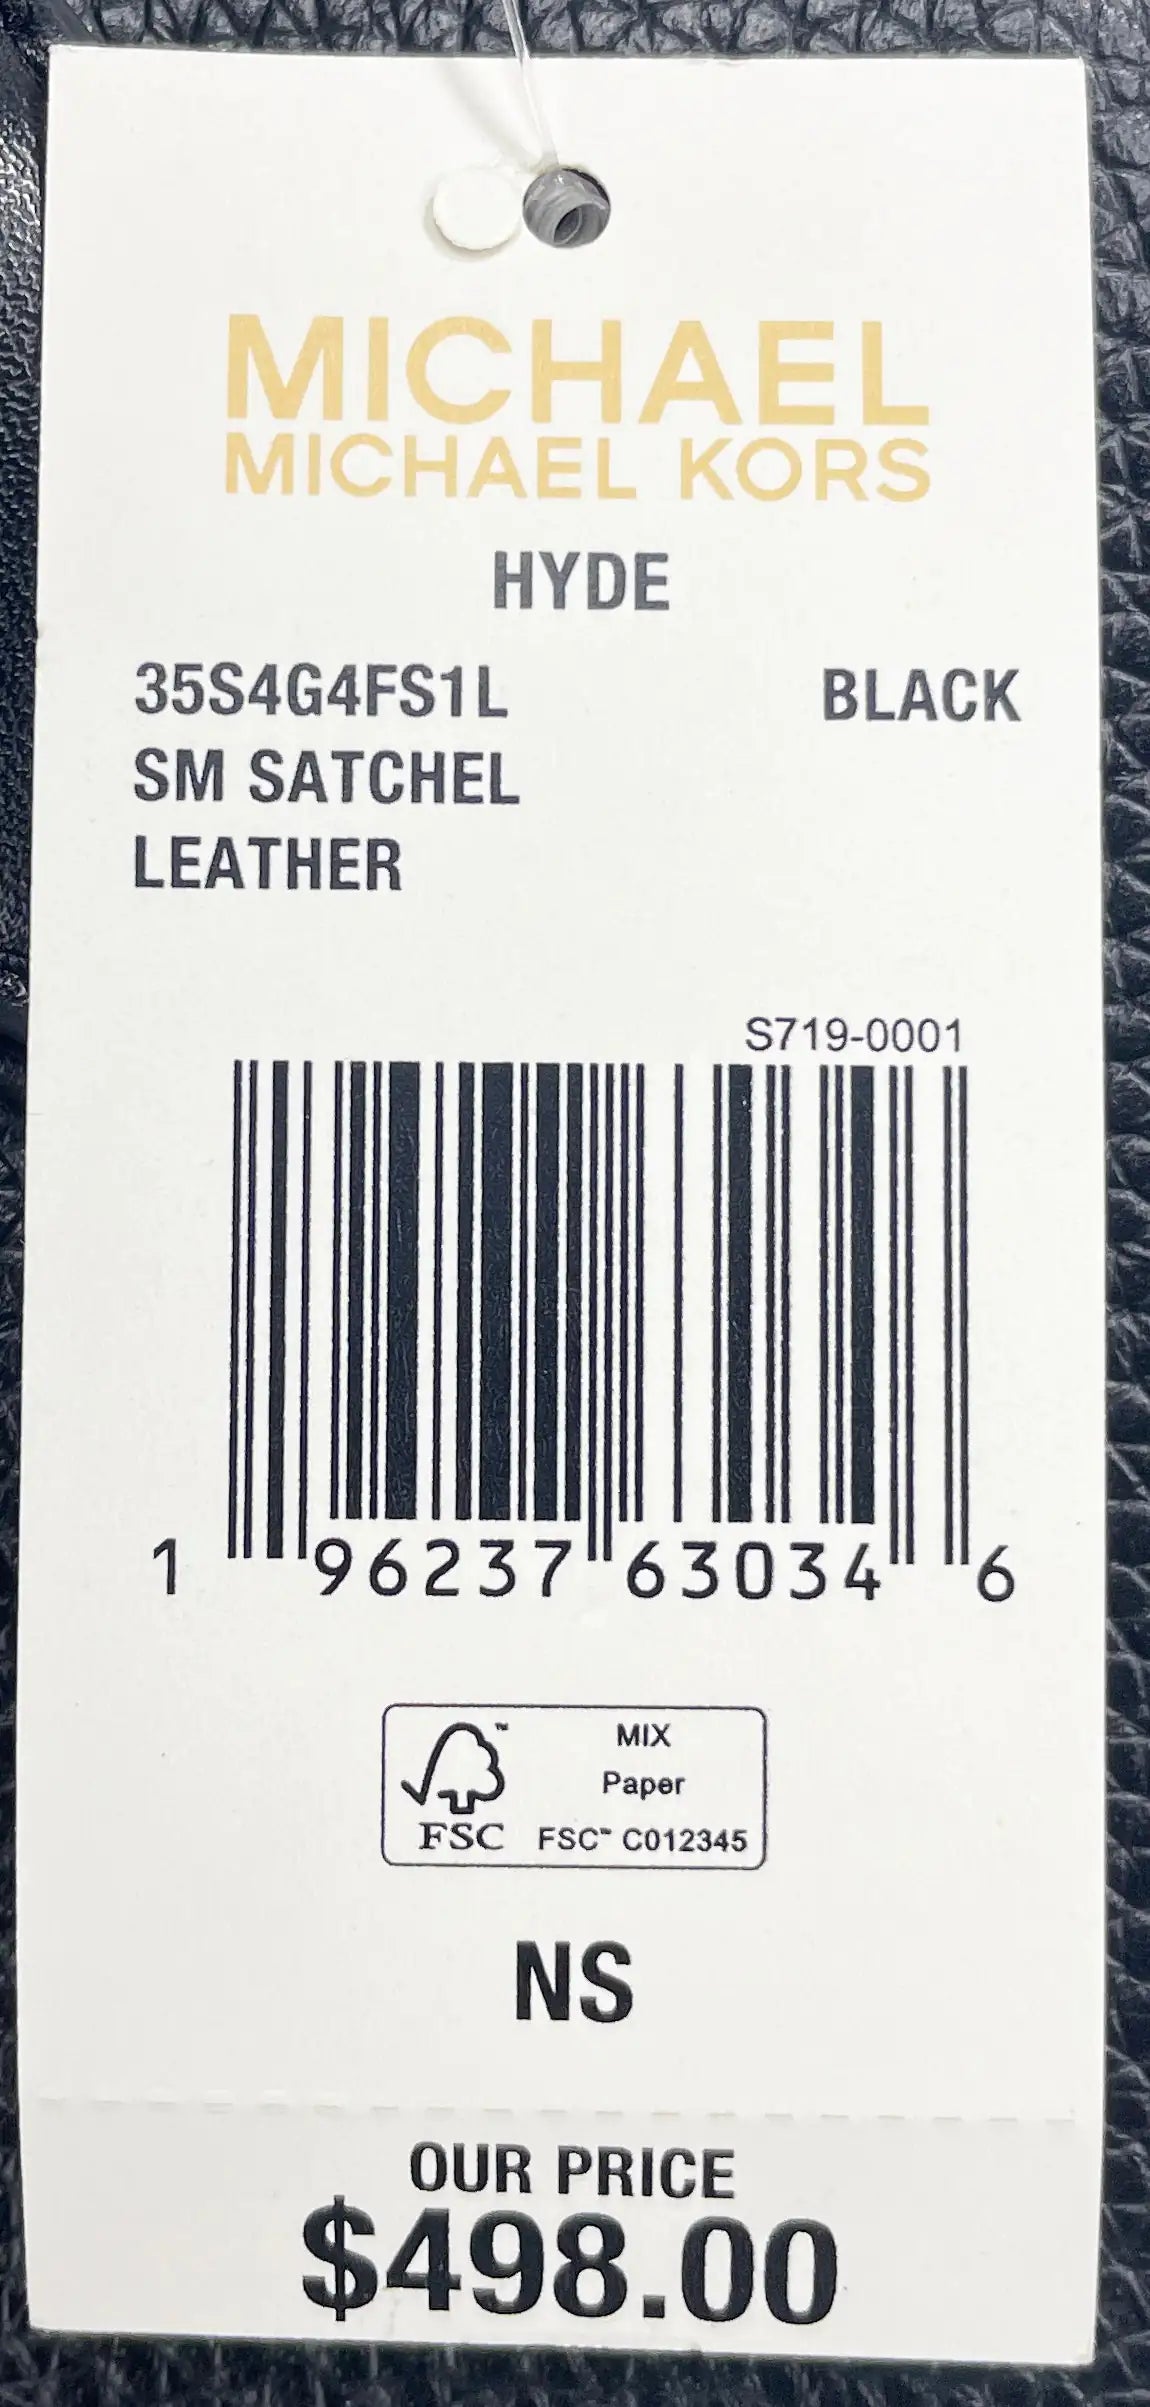 MICHAEL
MICHAEL KORS
HYDE
35S4G4FS1L BLACK
SM SATCHEL
LEATHER
S719-0001
1 96237 63034 6
FSC
MIX
Paper
FSC™ C012345
NS
OUR PRICE
$498.00